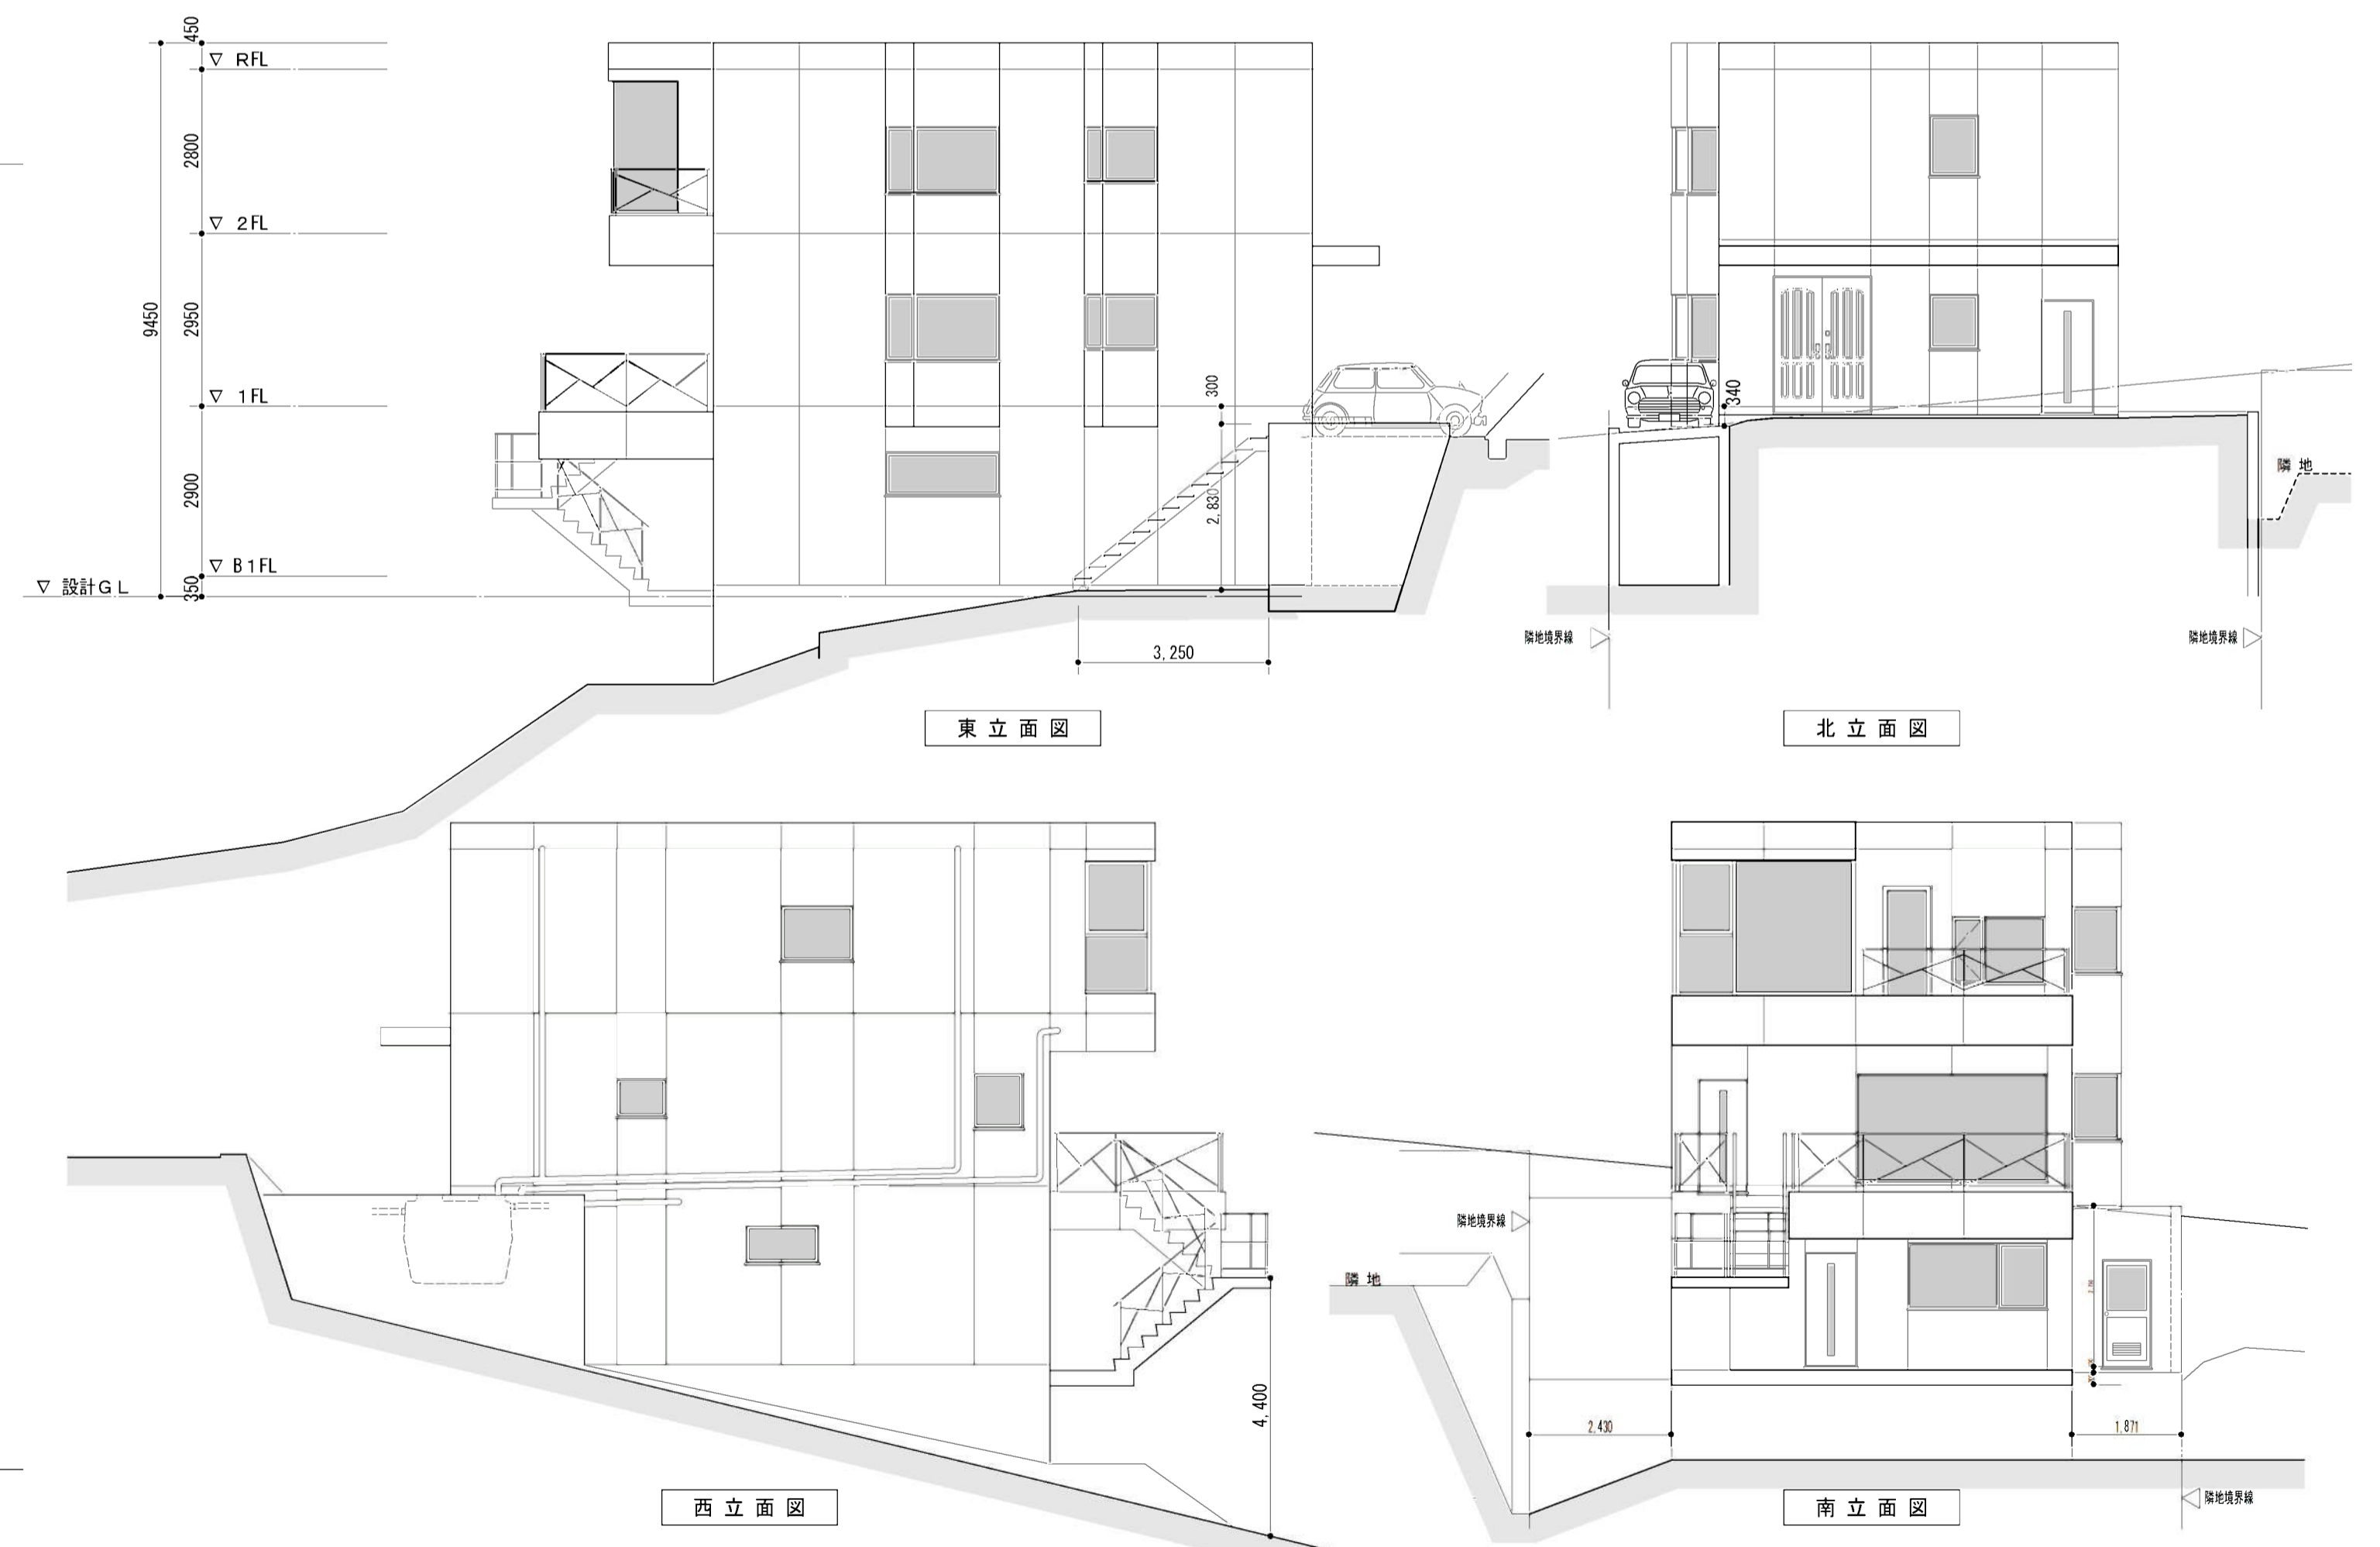 450
▽ RFL
2800
▽ 2FL
9450
2950
▽ 1FL
300
340
2900
2,830
隣 地
▽ B1FL
▽ 設計GL
350
隣地境界線
隣地境界線
3,250
東立面図
北立面図
隣地境界線
隣 地
4,400
2,430
1,871
西立面図
南立面図
隣地境界線